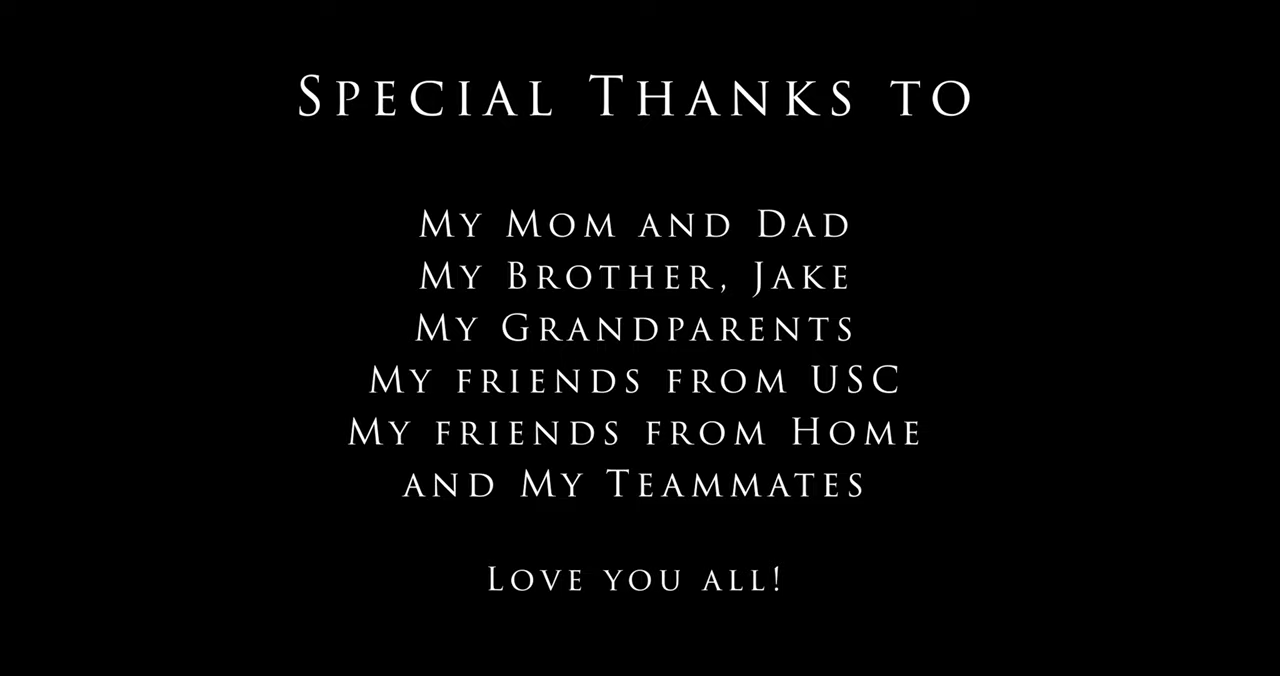 Special Thanks to
My Mom and Dad
My Brother, Jake
My Grandparents
My friends from USC
My friends from Home
and My Teammates
Love you all!